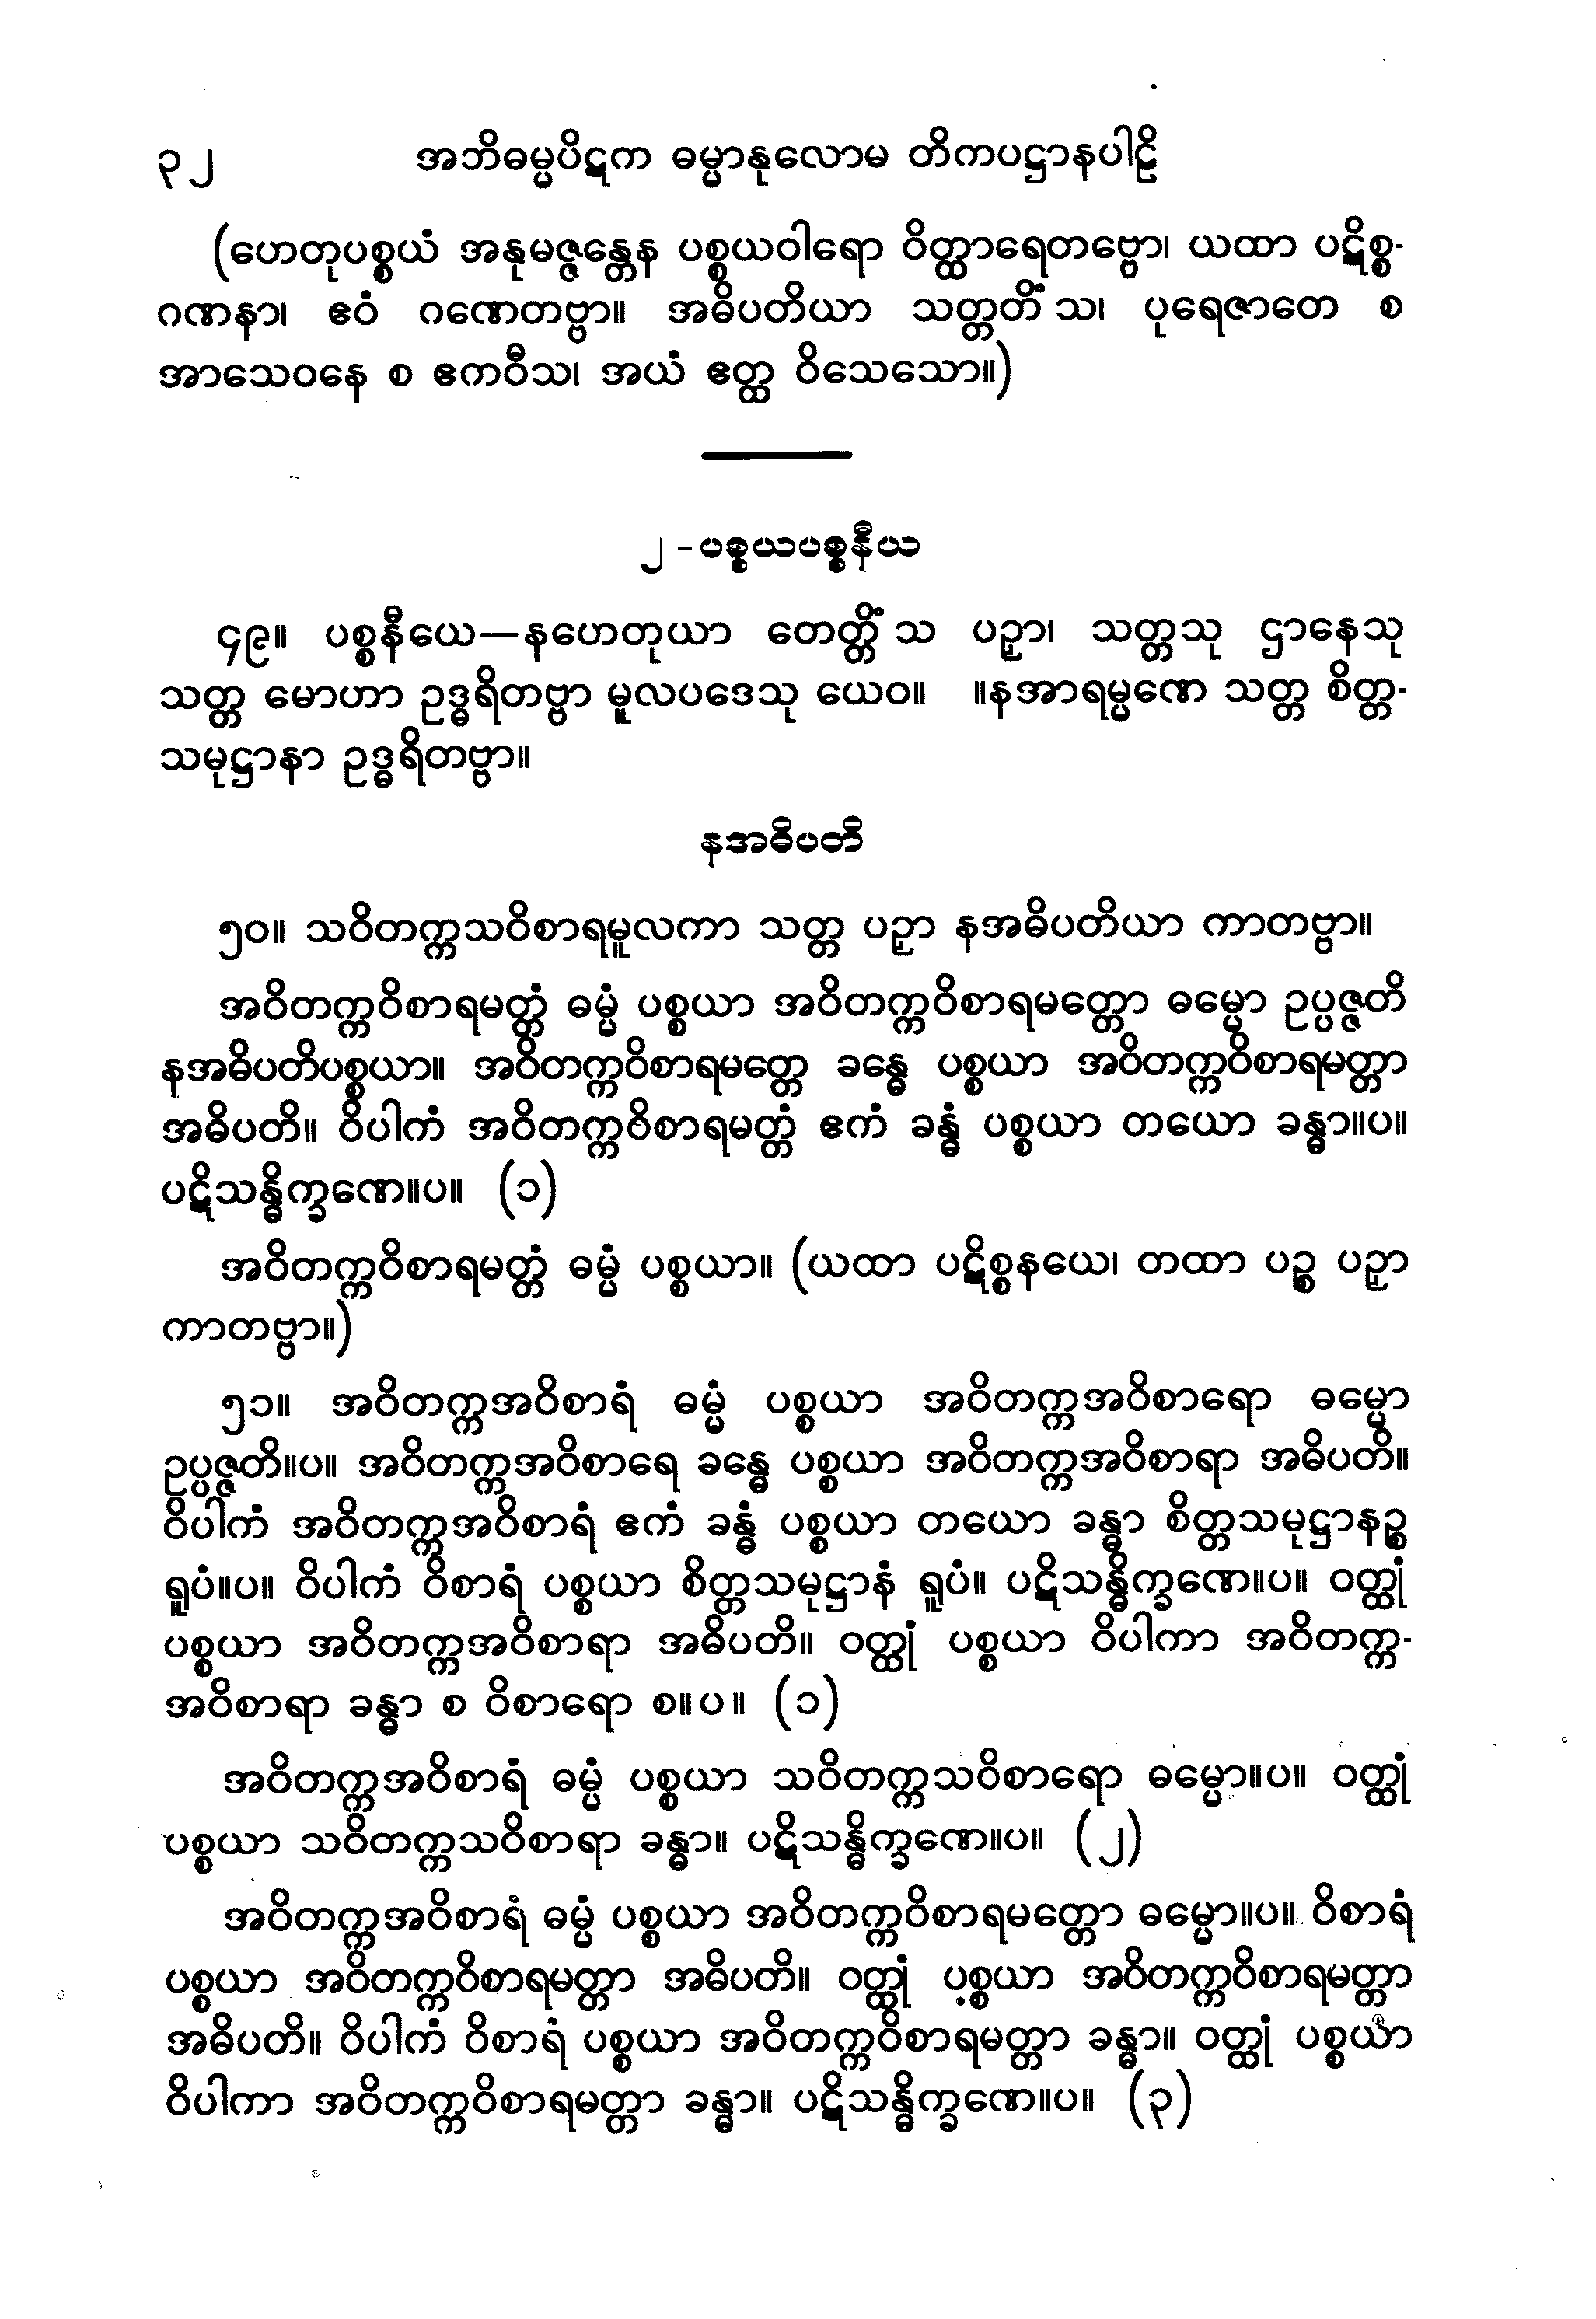 ၃၂ အဘိဓမ္မပိဋက ဓမ္မာနုလောမ တိကပဋ္ဌာနပါဠိ
(ဟေတုပစ္စယံ အနုမဇ္ဇန္တေန ပစ္စယဝါရော ဝိတ္ထာရေတဗ္ဗော၊ ယထာ ပဋိစ္စ-
ဂဏနာ၊ ဧဝံ ဂဏေတဗ္ဗာ။ အဓိပတိယာ သတ္တတိံ သ၊ ပုရေဇာတေ စ
အာသေဝနေ စ ဧကဝီသ၊ အယံ ဧတ္ထ ဝိသေသော။)
၂ -ပစ္စယပစ္စနီယ
၄၉။ ပစ္စနီယေ—နဟေတုယာ တေတ္တိံ သ ပဉှာ၊ သတ္တသု ဌာနေသု
သတ္တ မောဟာ ဥဒ္ဓရိတဗ္ဗာ မူလပဒေသု ယေဝ။ ။နအာရမ္မဏေ သတ္တ စိတ္တ-
သမုဋ္ဌာနာ ဥဒ္ဓရိတဗ္ဗာ။
နအဓိပတိ
၅၀။ သဝိတက္ကသဝိစာရမူလကာ သတ္တ ပဉှာ နအဓိပတိယာ ကာတဗ္ဗာ။
အဝိတက္ကဝိစာရမတ္တံ ဓမ္မံ ပစ္စယာ အဝိတက္ကဝိစာရမတ္တော ဓမ္မော ဥပ္ပဇ္ဇတိ
နအဓိပတိပစ္စယာ။ အဝိတက္ကဝိစာရမတ္တေ ခန္ဓေ ပစ္စယာ အဝိတက္ကဝိစာရမတ္တာ
အဓိပတိ။ ဝိပါကံ အဝိတက္ကဝိစာရမတ္တံ ဧကံ ခန္ဓံ ပစ္စယာ တယော ခန္ဓာ။ပ။
ပဋိသန္ဓိက္ခဏေ။ပ။ (၁)
အဝိတက္ကဝိစာရမတ္တံ ဓမ္မံ ပစ္စယာ။ (ယထာ ပဋိစ္စနယေ၊ တထာ ပဉ္စ ပဉှာ
ကာတဗ္ဗာ။)
၅၁။ အဝိတက္ကအဝိစာရံ ဓမ္မံ ပစ္စယာ အဝိတက္ကအဝိစာရော ဓမ္မော
ဥပ္ပဇ္ဇတိ။ပ။ အဝိတက္ကအဝိစာရေ ခန္ဓေ ပစ္စယာ အဝိတက္ကအဝိစာရာ အဓိပတိ။
ဝိပါကံ အဝိတက္ကအဝိစာရံ ဧကံ ခန္ဓံ ပစ္စယာ တယော ခန္ဓာ စိတ္တသမုဋ္ဌာနဉ္စ
ရူပံ။ပ။ ဝိပါကံ ဝိစာရံ ပစ္စယာ စိတ္တသမုဋ္ဌာနံ ရူပံ။ ပဋိသန္ဓိက္ခဏေ။ပ။ ဝတ္ထုံ
ပစ္စယာ အဝိတက္ကအဝိစာရာ အဓိပတိ။ ဝတ္ထုံ ပစ္စယာ ဝိပါကာ အဝိတက္က-
အဝိစာရာ ခန္ဓာ စ ဝိစာရော စ။ပ။ (၁)
အဝိတက္ကအဝိစာရံ ဓမ္မံ ပစ္စယာ သဝိတက္ကသဝိစာရော ဓမ္မော။ပ။ ဝတ္ထုံ
ပစ္စယာ သဝိတက္ကသဝိစာရာ ခန္ဓာ။ ပဋိသန္ဓိက္ခဏေ။ပ။ (၂)
အဝိတက္ကအဝိစာရံ ဓမ္မံ ပစ္စယာ အဝိတက္ကဝိစာရမတ္တော ဓမ္မော။ပ။ ဝိစာရံ
ပစ္စယာ အဝိတက္ကဝိစာရမတ္တာ အဓိပတိ။ ဝတ္ထုံ ပစ္စယာ အဝိတက္ကဝိစာရမတ္တာ
အဓိပတိ။ ဝိပါကံ ဝိစာရံ ပစ္စယာ အဝိတက္ကဝိစာရမတ္တာ ခန္ဓာ။ ဝတ္ထုံ ပစ္စယာ
ဝိပါကာ အဝိတက္ကဝိစာရမတ္တာ ခန္ဓာ။ ပဋိသန္ဓိက္ခဏေ။ပ။ (၃)